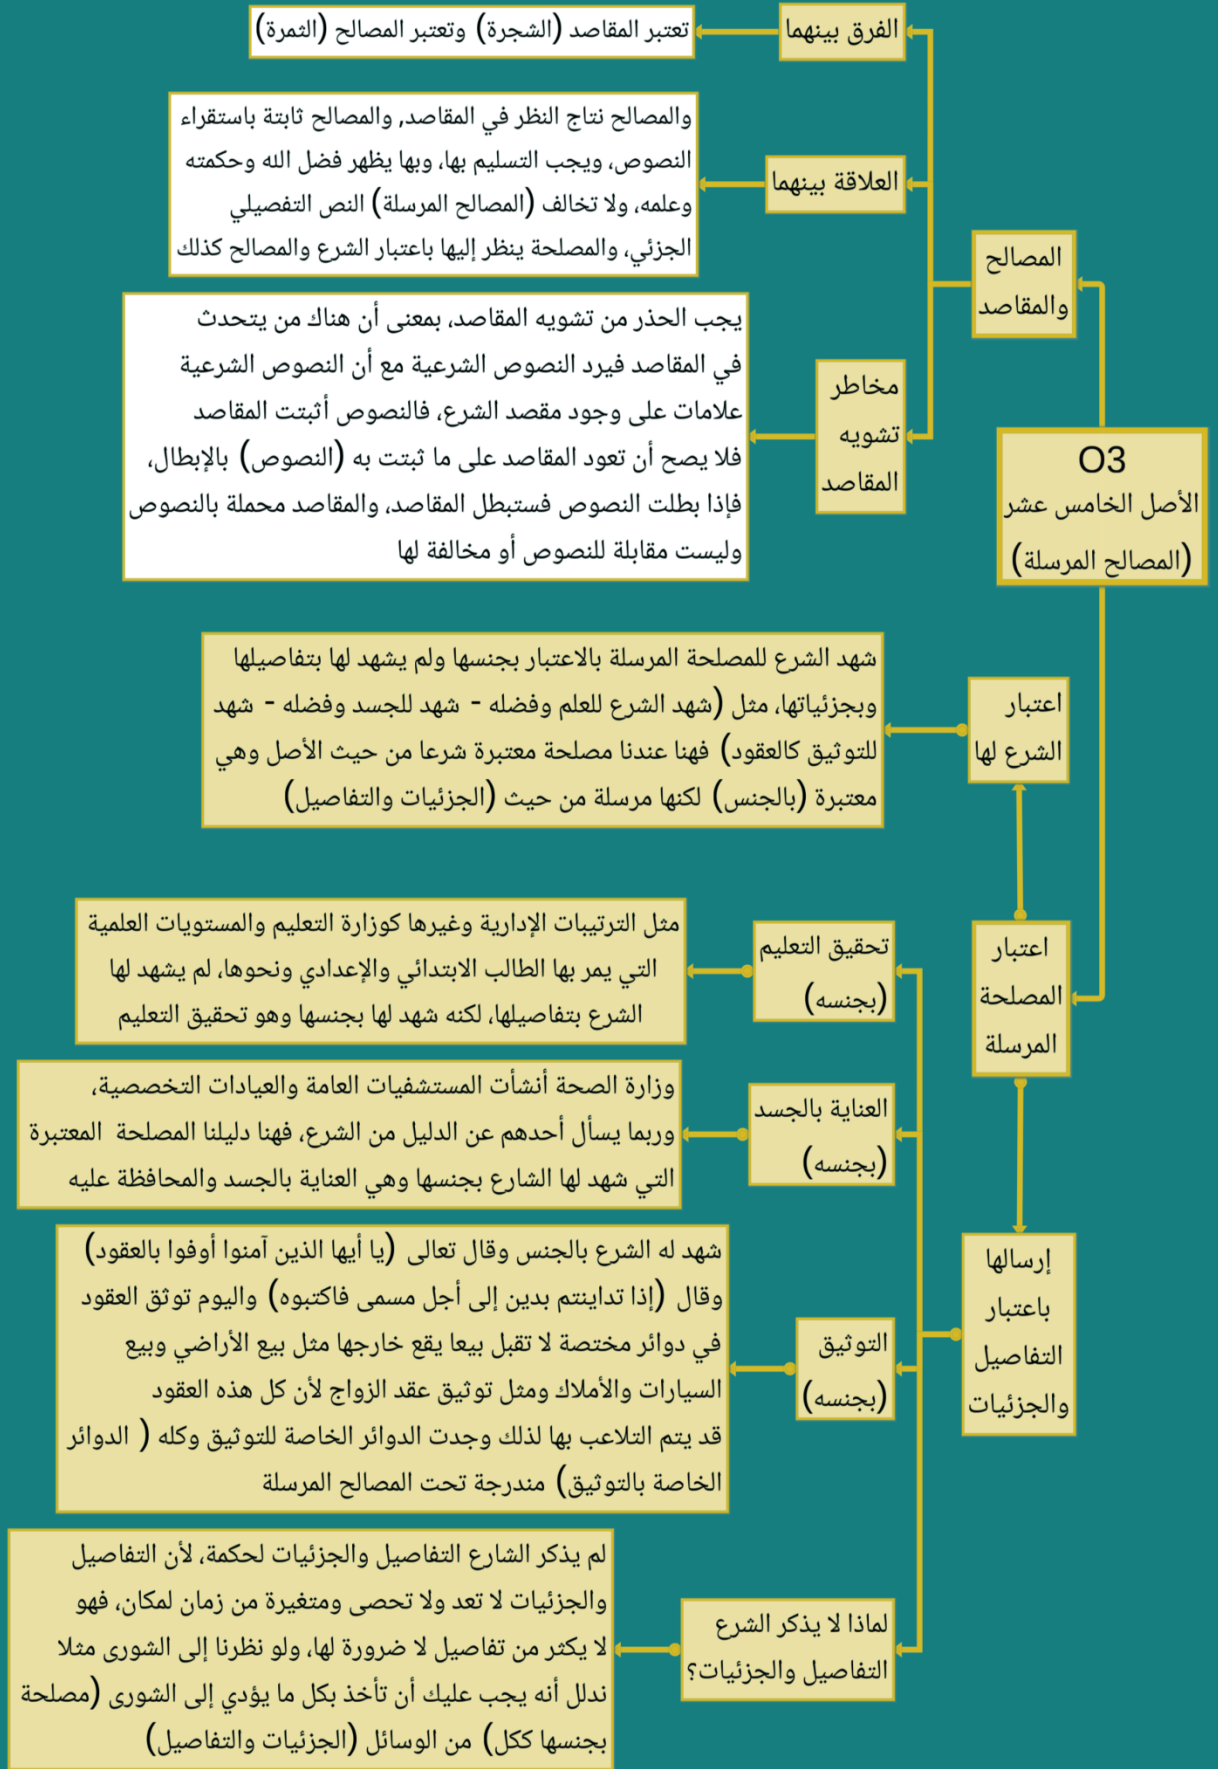 O3
الأصل الخامس عشر
(المصالح المرسلة)
المصالح
والمقاصد
الفرق بينهما
تعتبر المقاصد (الشجرة) وتعتبر المصالح (الثمرة)
العلاقة بينهما
والمصالح نتاج النظر في المقاصد, والمصالح ثابتة باستقراء
النصوص، ويجب التسليم بها، وبها يظهر فضل الله وحكمته
وعلمه، ولا تخالف (المصالح المرسلة) النص التفصيلي
الجزئي، والمصلحة ينظر إليها باعتبار الشرع والمصالح كذلك
مخاطر
تشويه
المقاصد
يجب الحذر من تشويه المقاصد، بمعنى أن هناك من يتحدث
في المقاصد فيرد النصوص الشرعية مع أن النصوص الشرعية
علامات على وجود مقصد الشرع، فالنصوص أثبتت المقاصد
فلا يصح أن تعود المقاصد على ما ثبتت به (النصوص) بالإبطال،
فإذا بطلت النصوص فستبطل المقاصد، والمقاصد محملة بالنصوص
وليست مقابلة للنصوص أو مخالفة لها
اعتبار
المصلحة
المرسلة
اعتبار
الشرع لها
شهد الشرع للمصلحة المرسلة بالاعتبار بجنسها ولم يشهد لها بتفاصيلها
وبجزئياتها، مثل (شهد الشرع للعلم وفضله - شهد للجسد وفضله - شهد
للتوثيق كالعقود) فهنا عندنا مصلحة معتبرة شرعا من حيث الأصل وهي
معتبرة (بالجنس) لكنها مرسلة من حيث (الجزئيات والتفاصيل)
إرسالها
باعتبار
التفاصيل
والجزئيات
تحقيق التعليم
(بجنسه)
مثل الترتيبات الإدارية وغيرها كوزارة التعليم والمستويات العلمية
التي يمر بها الطالب الابتدائي والإعدادي ونحوها، لم يشهد لها
الشرع بتفاصيلها، لكنه شهد لها بجنسها وهو تحقيق التعليم
العناية بالجسد
(بجنسه)
وزارة الصحة أنشأت المستشفيات العامة والعيادات التخصصية،
وربما يسأل أحدهم عن الدليل من الشرع، فهنا دليلنا المصلحة المعتبرة
التي شهد لها الشارع بجنسها وهي العناية بالجسد والمحافظة عليه
التوثيق
(بجنسه)
شهد له الشرع بالجنس وقال تعالى (يا أيها الذين آمنوا أوفوا بالعقود)
وقال (إذا تداينتم بدين إلى أجل مسمى فاكتبوه) واليوم توثق العقود
في دوائر مختصة لا تقبل بيعا يقع خارجها مثل بيع الأراضي وبيع
السيارات والأملاك ومثل توثيق عقد الزواج لأن كل هذه العقود
قد يتم التلاعب بها لذلك وجدت الدوائر الخاصة للتوثيق وكله ( الدوائر
الخاصة بالتوثيق) مندرجة تحت المصالح المرسلة
لماذا لا يذكر الشرع
التفاصيل والجزئيات؟
لم يذكر الشارع التفاصيل والجزئيات لحكمة، لأن التفاصيل
والجزئيات لا تعد ولا تحصى ومتغيرة من زمان لمكان، فهو
لا يكثر من تفاصيل لا ضرورة لها، ولو نظرنا إلى الشورى مثلا
ندلل أنه يجب عليك أن تأخذ بكل ما يؤدي إلى الشورى (مصلحة
بجنسها ككل) من الوسائل (الجزئيات والتفاصيل)